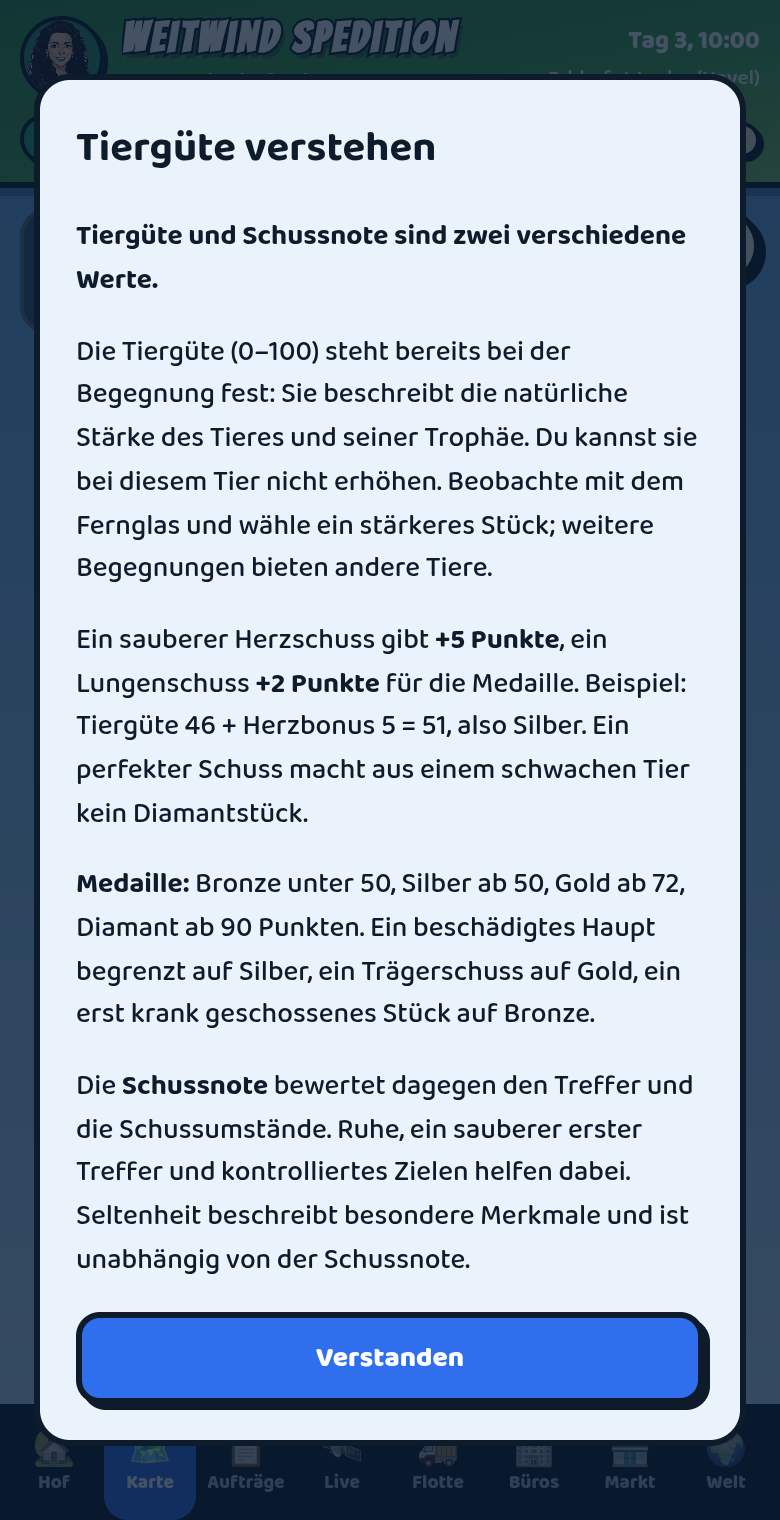 WEITWIND SPEDITION
Tag 3, 10:00
Tiergüte verstehen
Tiergüte und Schussnote sind zwei verschiedene
Werte.
Die Tiergüte (0–100) steht bereits bei der
Begegnung fest: Sie beschreibt die natürliche
Stärke des Tieres und seiner Trophäe. Du kannst sie
bei diesem Tier nicht erhöhen. Beobachte mit dem
Fernglas und wähle ein stärkeres Stück; weitere
Begegnungen bieten andere Tiere.
Ein sauberer Herzschuss gibt +5 Punkte, ein
Lungenschuss +2 Punkte für die Medaille. Beispiel:
Tiergüte 46 + Herzbonus 5 = 51, also Silber. Ein
perfekter Schuss macht aus einem schwachen Tier
kein Diamantstück.
Medaille: Bronze unter 50, Silber ab 50, Gold ab 72,
Diamant ab 90 Punkten. Ein beschädigtes Haupt
begrenzt auf Silber, ein Trägerschuss auf Gold, ein
erst krank geschossenes Stück auf Bronze.
Die Schussnote bewertet dagegen den Treffer und
die Schussumstände. Ruhe, ein sauberer erster
Treffer und kontrolliertes Zielen helfen dabei.
Seltenheit beschreibt besondere Merkmale und ist
unabhängig von der Schussnote.
Verstanden
Hof Karte Aufträge Live Flotte Büros Markt Welt